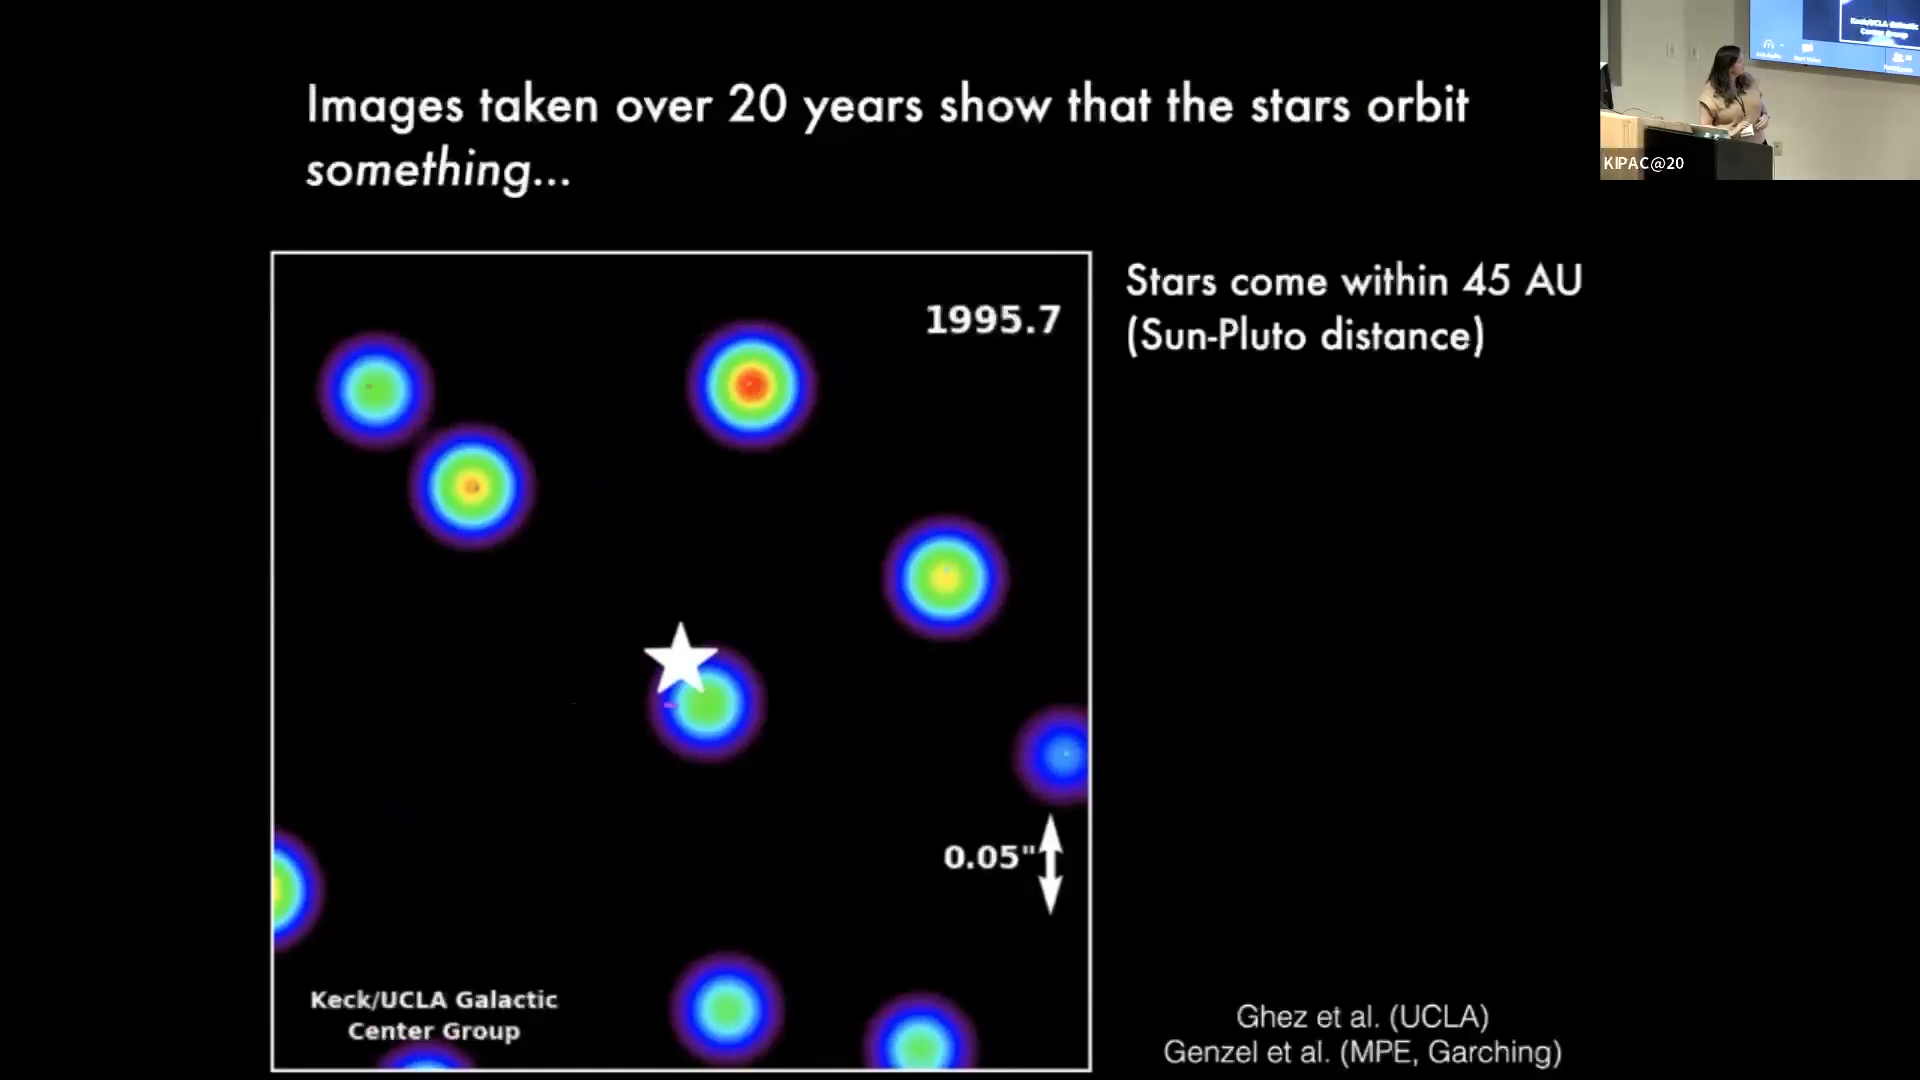 Images taken over 20 years show that the stars orbit
something...
KIPAC@20
1995.7
Stars come within 45 AU
(Sun-Pluto distance)
0.05"
Keck/UCLA Galactic
Center Group
Ghez et al. (UCLA)
Genzel et al. (MPE, Garching)